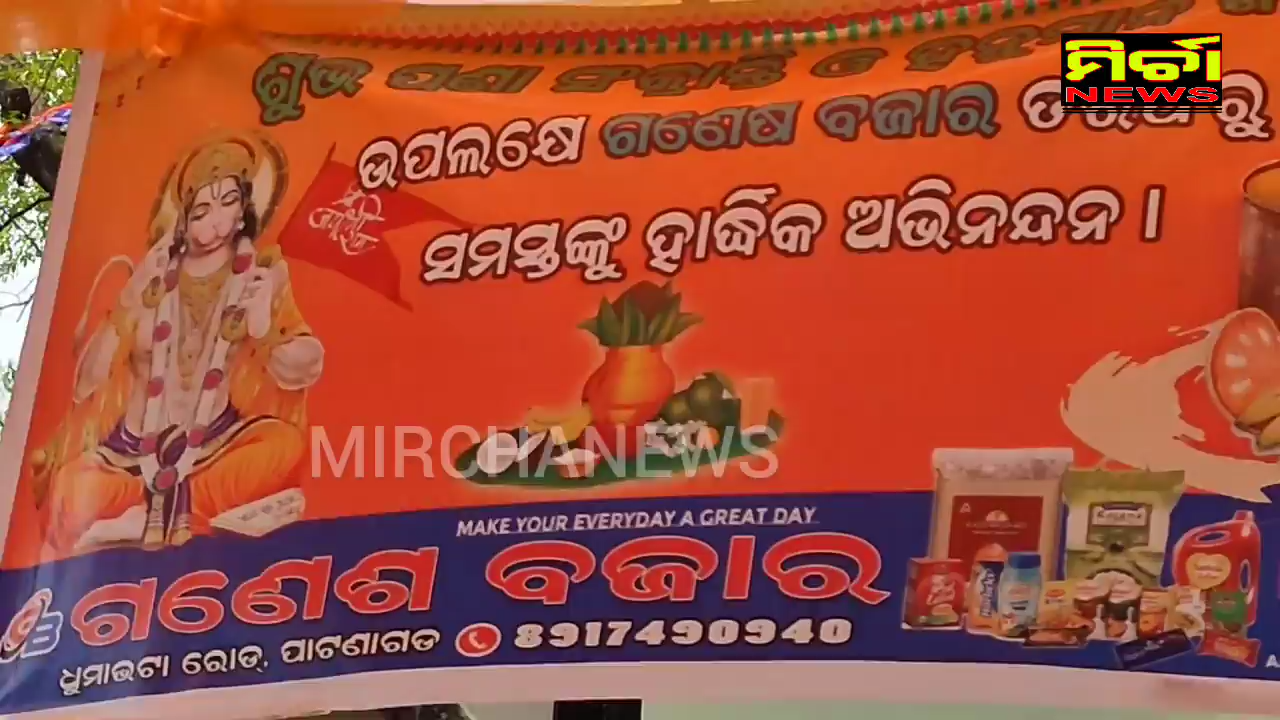 ମିର୍ଚ୍ଚା
NEWS
ଶୁଭ ପଣା ସଂକ୍ରାନ୍ତି ଓ ହନୁମାନ
ଉପଲକ୍ଷେ ଗଣେଷ ବଜାର ତରଫରୁ
ସମସ୍ତଙ୍କୁ ହାର୍ଦ୍ଧିକ ଅଭିନନ୍ଦନ ।
MIRCHANEWS
MAKE YOUR EVERYDAY A GREAT DAY
ଗଣେଶ ବଜାର
ଧୁମାଭଟା ରୋଡ୍, ପାଟଣାଗଡ 8917490940